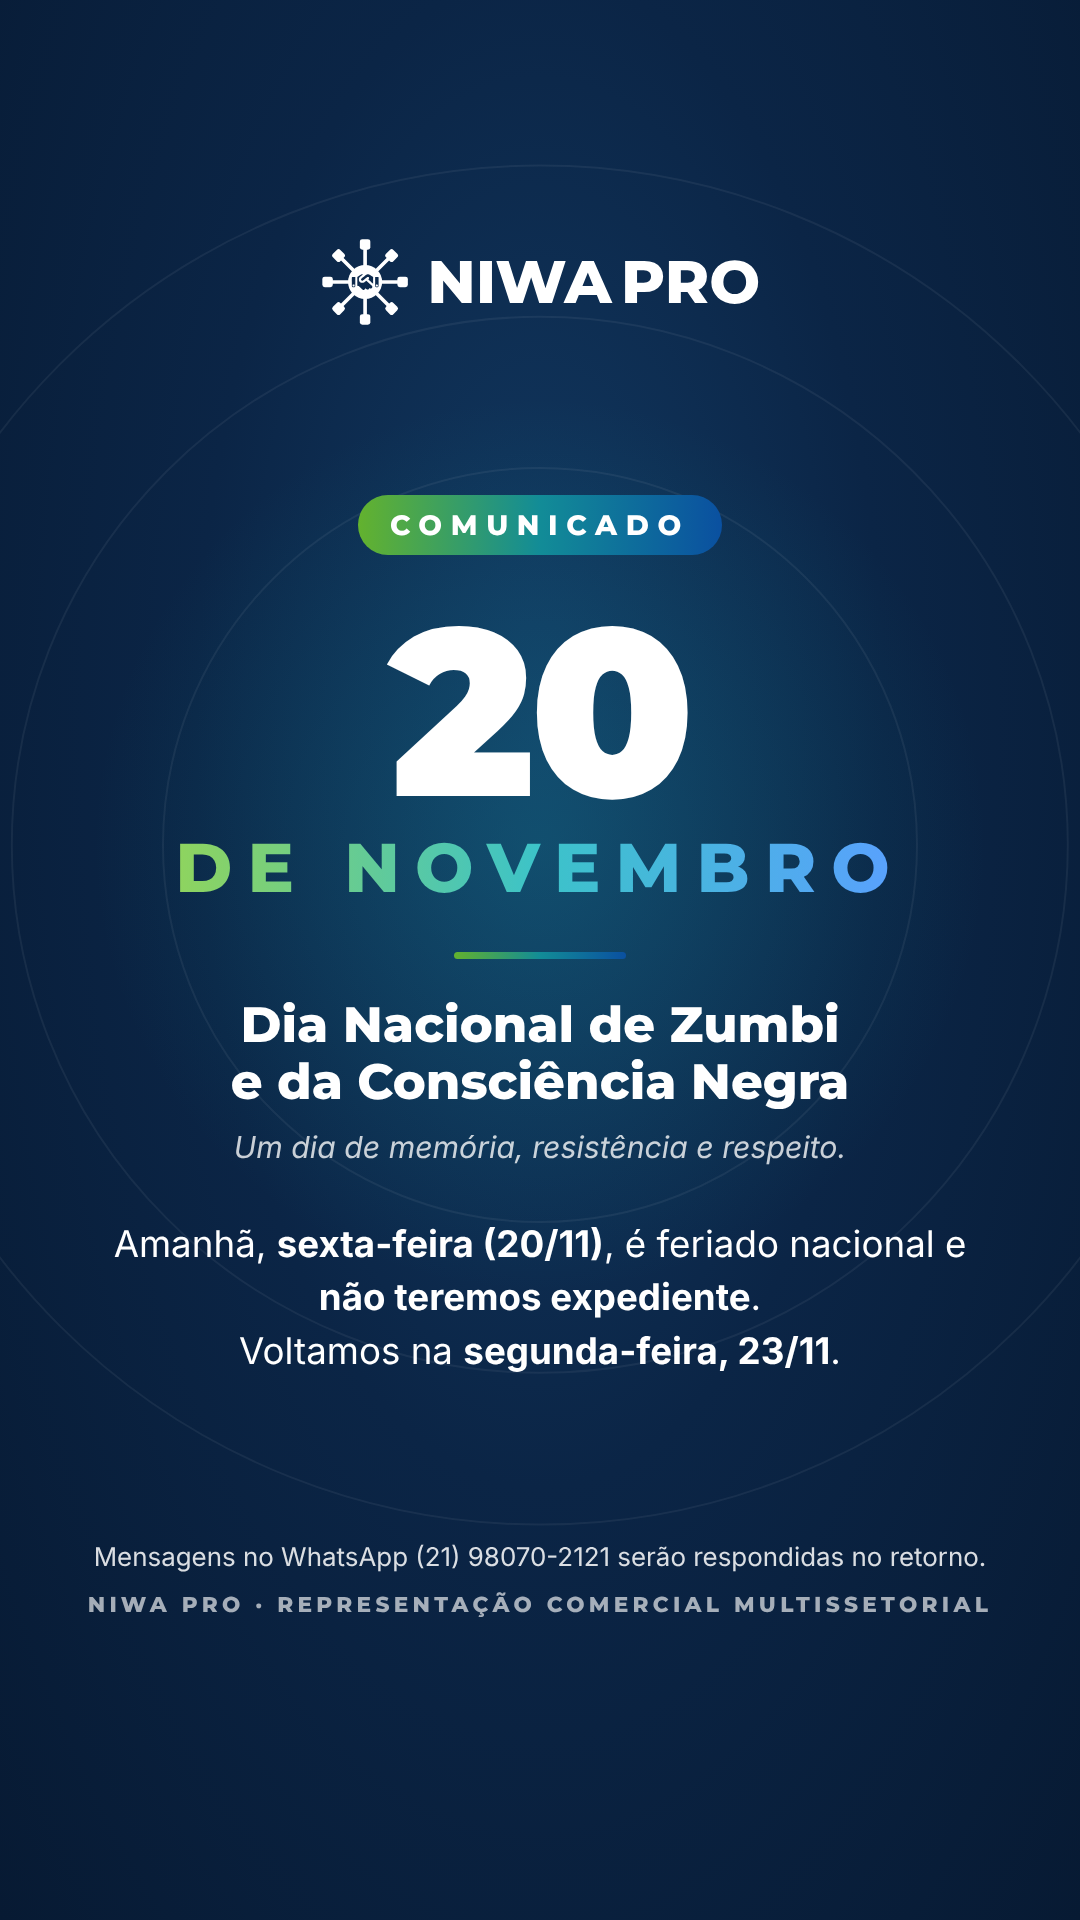 NIWA PRO
COMUNICADO
20
DE NOVEMBRO
Dia Nacional de Zumbi
e da Consciência Negra
Um dia de memória, resistência e respeito.
Amanhã, sexta-feira (20/11), é feriado nacional e
não teremos expediente.
Voltamos na segunda-feira, 23/11.
Mensagens no WhatsApp (21) 98070-2121 serão respondidas no retorno.
NIWA PRO · REPRESENTAÇÃO COMERCIAL MULTISSETORIAL